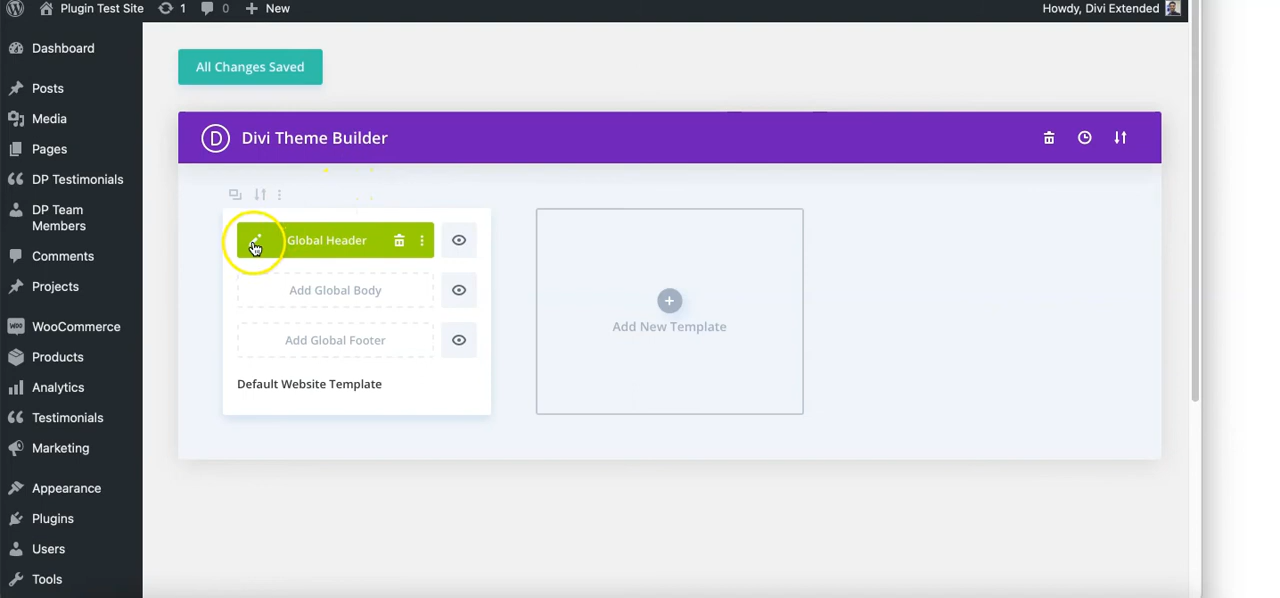 Plugin Test Site
1
0
New
Howdy, Divi Extended
Dashboard
Posts
Media
Pages
DP Testimonials
DP Team
Members
Comments
Projects
WooCommerce
Products
Analytics
Testimonials
Marketing
Appearance
Plugins
Users
Tools
All Changes Saved
D
Divi Theme Builder
Global Header
Add Global Body
Add Global Footer
Default Website Template
Add New Template